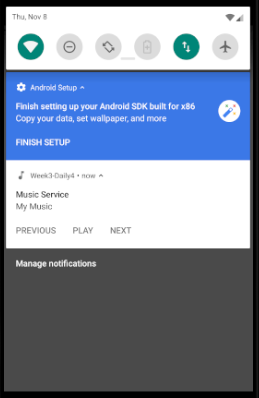 Thu, Nov 8
Android Setup
Finish setting up your Android SDK built for x86
Copy your data, set wallpaper, and more
FINISH SETUP
Week3-Daily4 • now
Music Service
My Music
PREVIOUS PLAY NEXT
Manage notifications